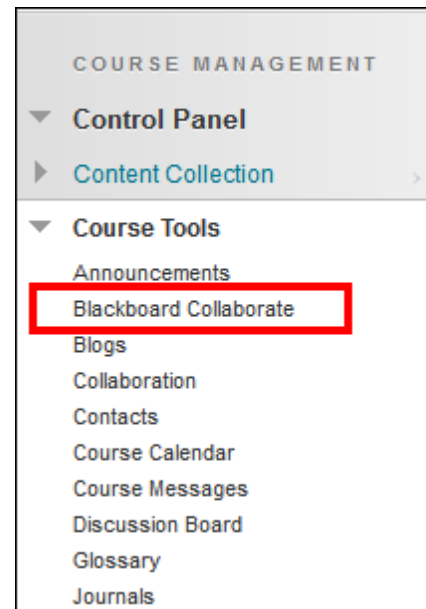 COURSE MANAGEMENT
Control Panel
Content Collection
Course Tools
Announcements
Blackboard Collaborate
Blogs
Collaboration
Contacts
Course Calendar
Course Messages
Discussion Board
Glossary
Journals